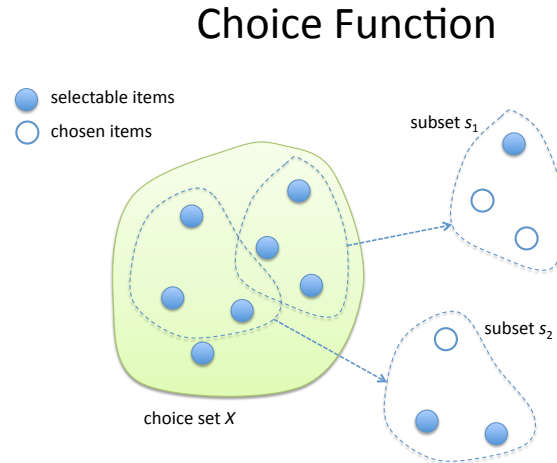 Choice Function
selectable items
chosen items
subset s₁
subset s₂
choice set X